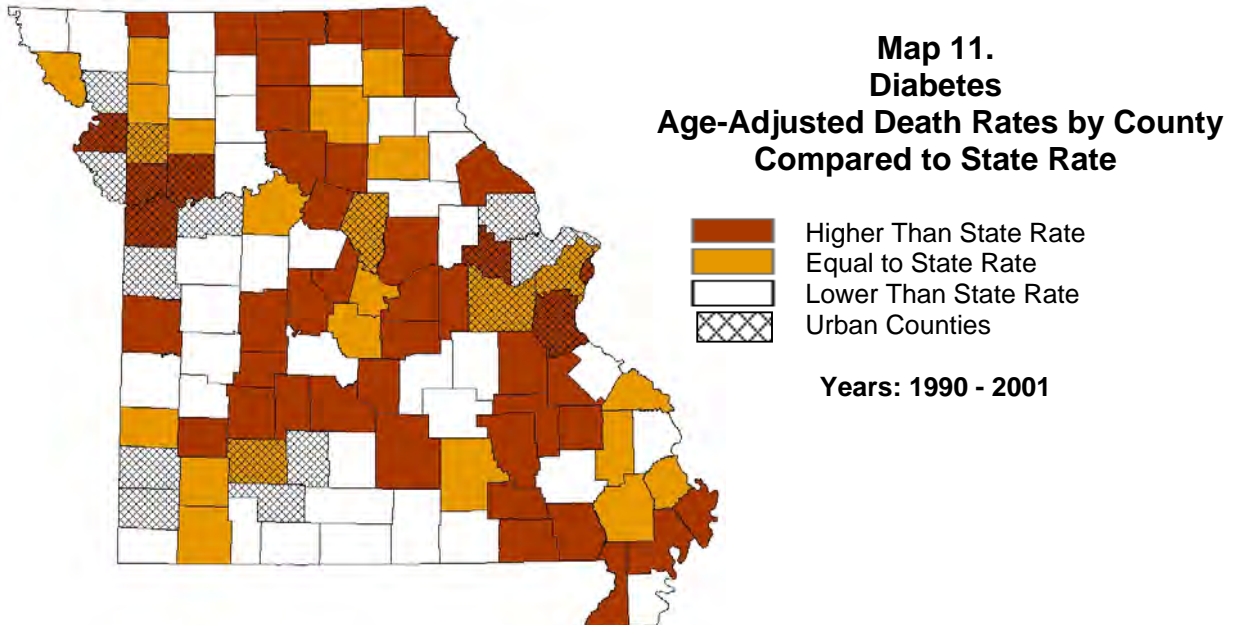 Map 11.
Diabetes
Age-Adjusted Death Rates by County
Compared to State Rate
Higher Than State Rate
Equal to State Rate
Lower Than State Rate
Urban Counties
Years: 1990 - 2001